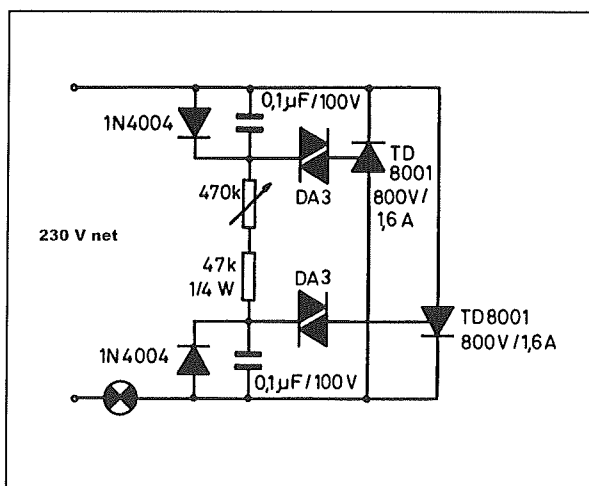 0,1µF/100V
1N4004
TD
8001
800V/
1,6A
DA3
470k
230 V net
47k
1/4 W
DA3
TD8001
800V/1,6A
1N4004
0,1µF/100V